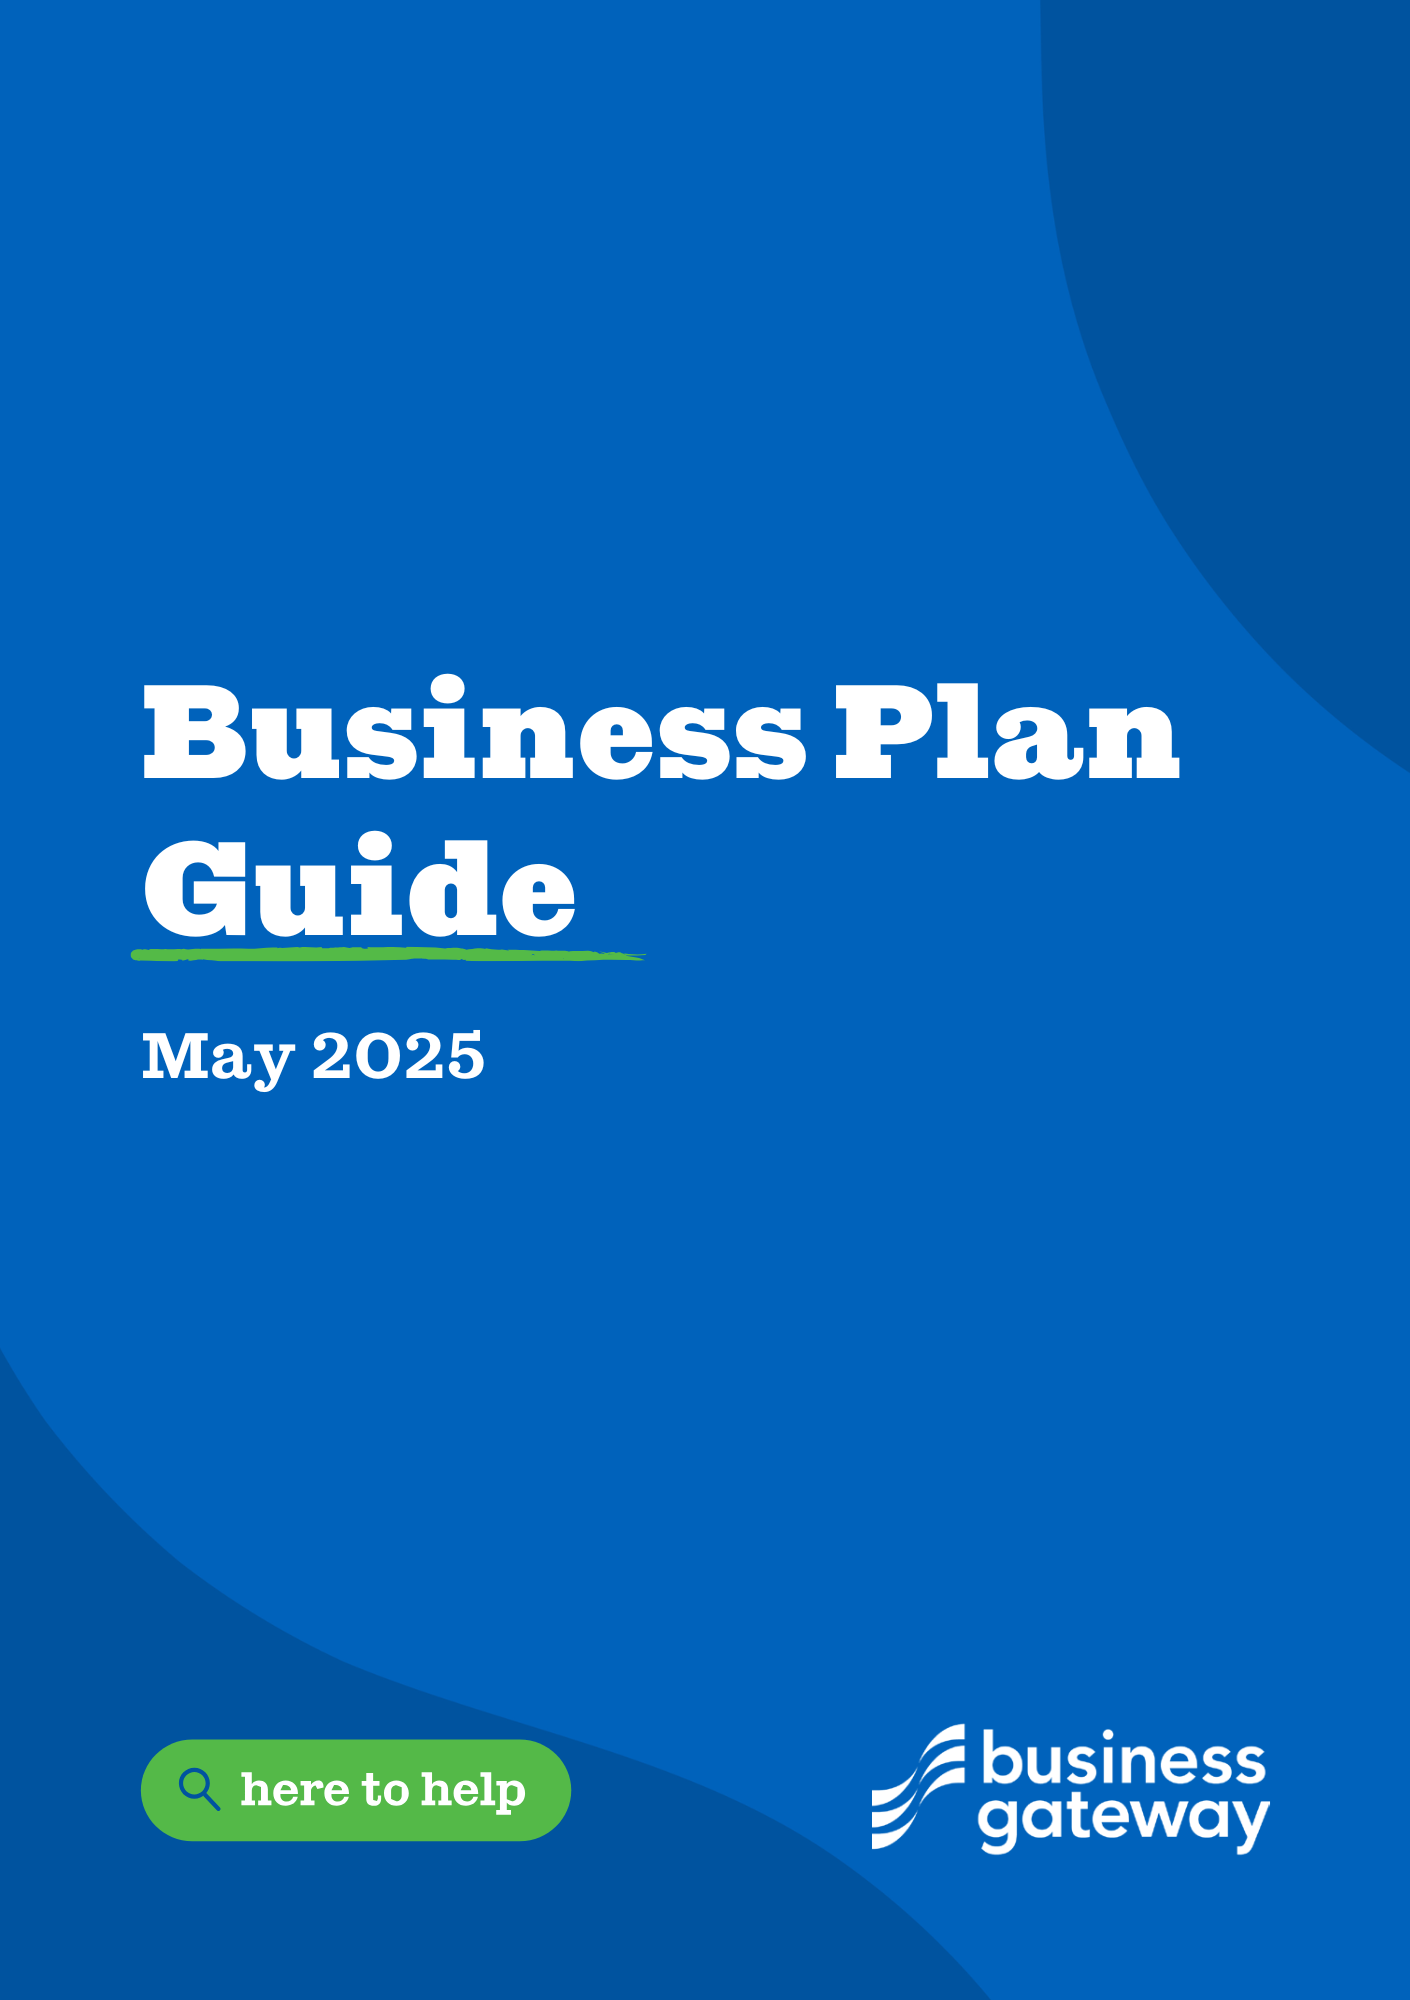 Business Plan
Guide
May 2025
here to help
business
gateway